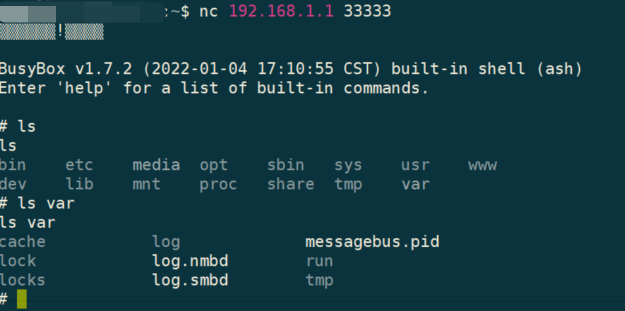 :~$ nc 192.168.1.1 33333
▒▒▒▒▒▒!▒▒▒▒
BusyBox v1.7.2 (2022-01-04 17:10:55 CST) built-in shell (ash)
Enter 'help' for a list of built-in commands.
# ls
ls
bin etc media opt sbin sys usr www
dev lib mnt proc share tmp var
# ls var
ls var
cache log messagebus.pid
lock log.nmbd run
locks log.smbd tmp
#